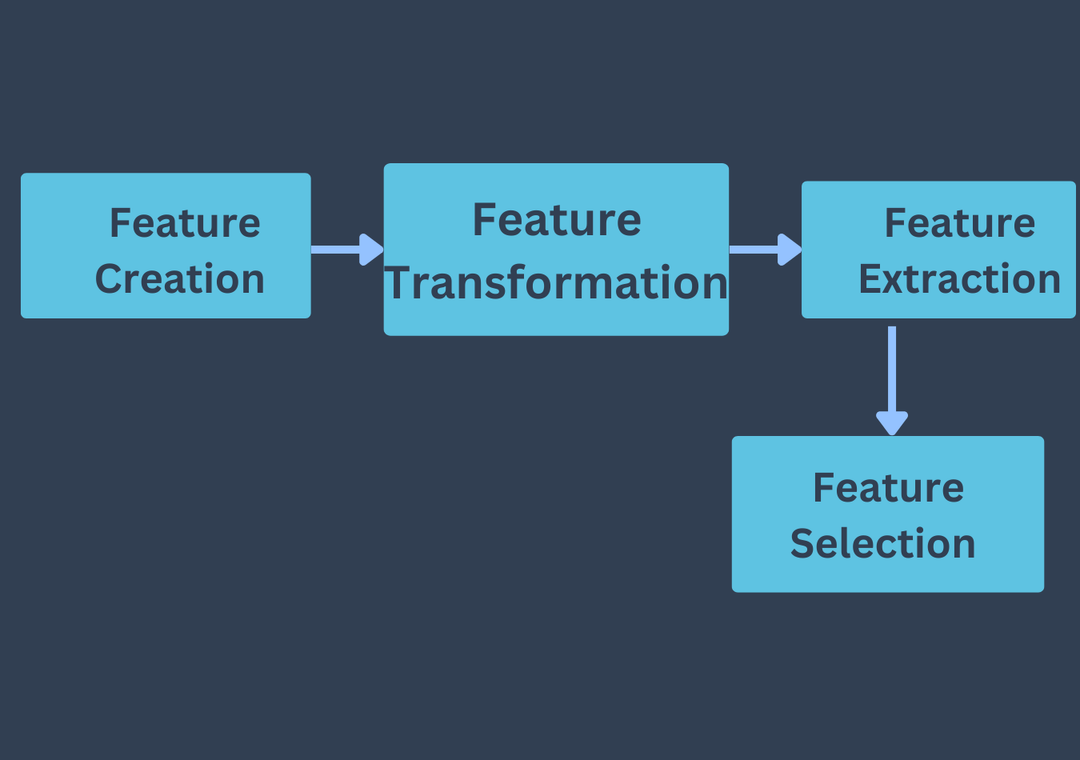 Feature
Creation
Feature
Transformation
Feature
Extraction
Feature
Selection